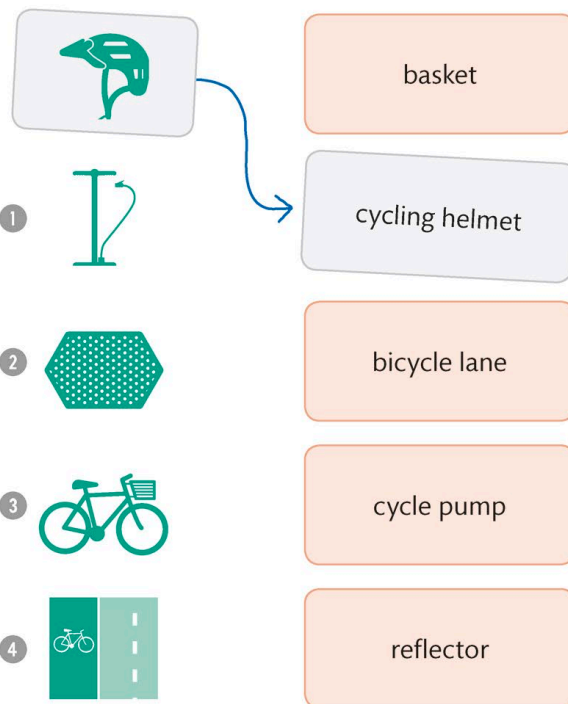 basket
cycling helmet
1
2
bicycle lane
3
cycle pump
4
reflector